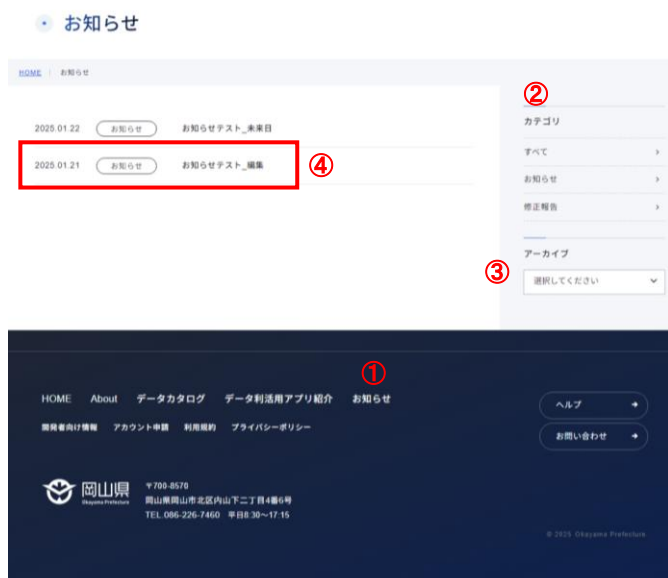 お知らせ
HOME | お知らせ
②
カテゴリ
2025.01.22 お知らせ お知らせテスト_未来日
すべて
2025.01.21 お知らせ お知らせテスト_編集 ④
お知らせ
修正報告
アーカイブ
③
選択してください
①
HOME About データカタログ データ利活用アプリ紹介 お知らせ
ヘルプ
開発者向け情報 アカウント申請 利用規約 プライバシーポリシー
お問い合わせ
岡山県
Okayama Prefecture
〒700-8570
岡山県岡山市北区内山下二丁目4番6号
TEL.086-226-7460 平日8:30〜17:15
© 2025 Okayama Prefecture